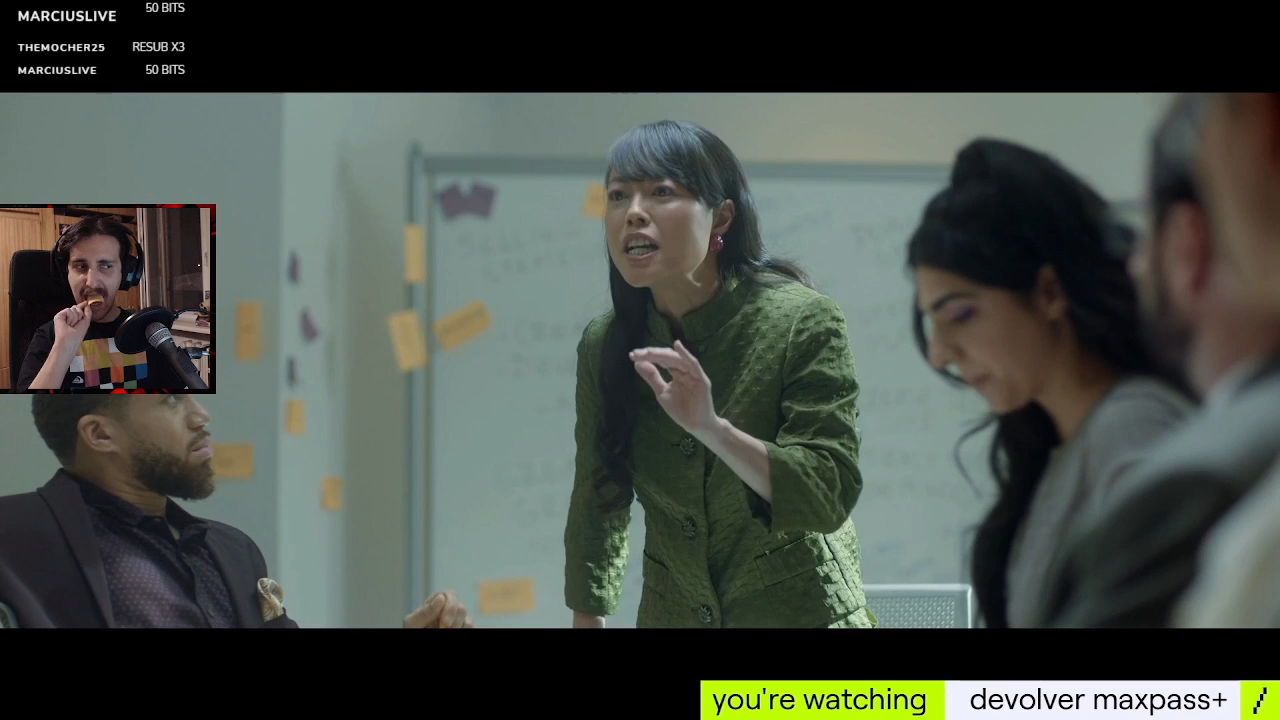 MARCIUSLIVE 50 BITS
THEMOCHER25 RESUB X3
MARCIUSLIVE 50 BITS
you're watching devolver maxpass+